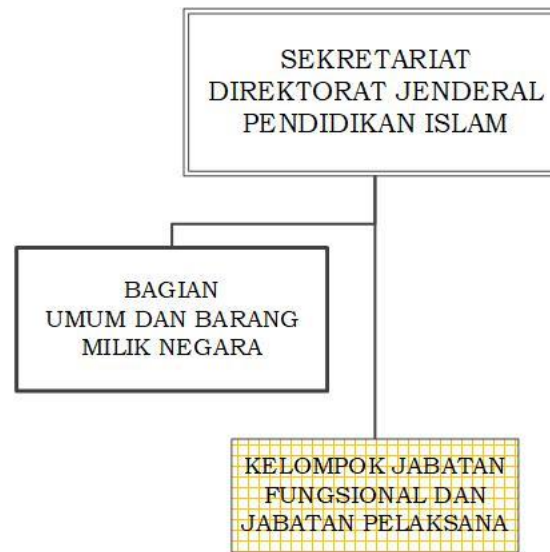 SEKRETARIAT
DIREKTORAT JENDERAL
PENDIDIKAN ISLAM
BAGIAN
UMUM DAN BARANG
MILIK NEGARA
KELOMPOK JABATAN
FUNGSIONAL DAN
JABATAN PELAKSANA